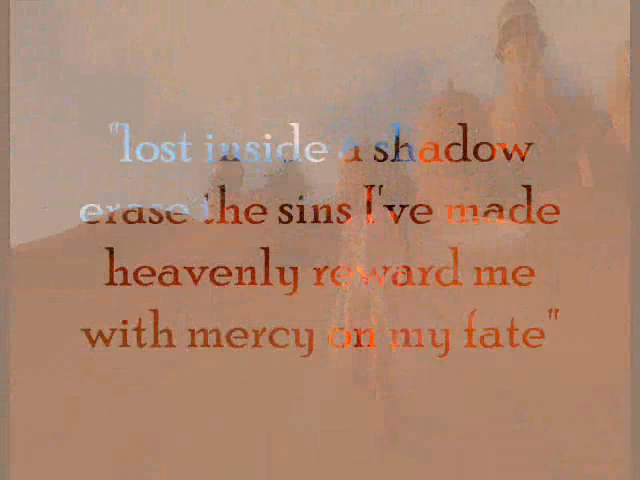 "lost inside a shadow
erase the sins I've made
heavenly reward me
with mercy on my fate"